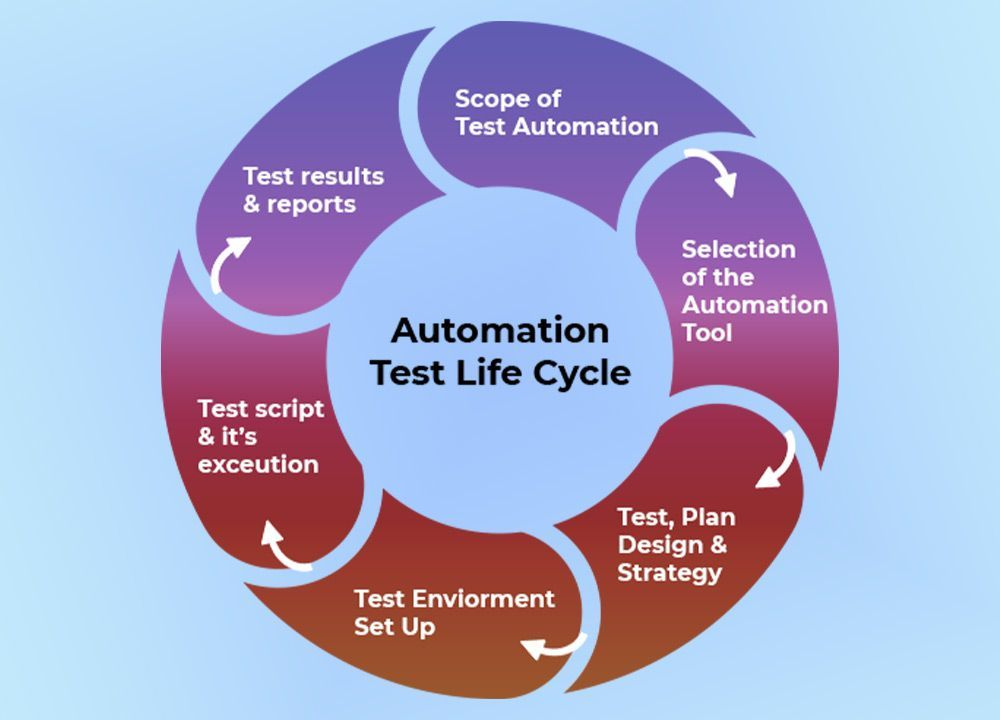 Scope of
Test Automation
Selection
of the
Automation
Tool
Test, Plan
Design &
Strategy
Test Enviorment
Set Up
Test script
& it’s
exceution
Test results
& reports
Automation
Test Life Cycle